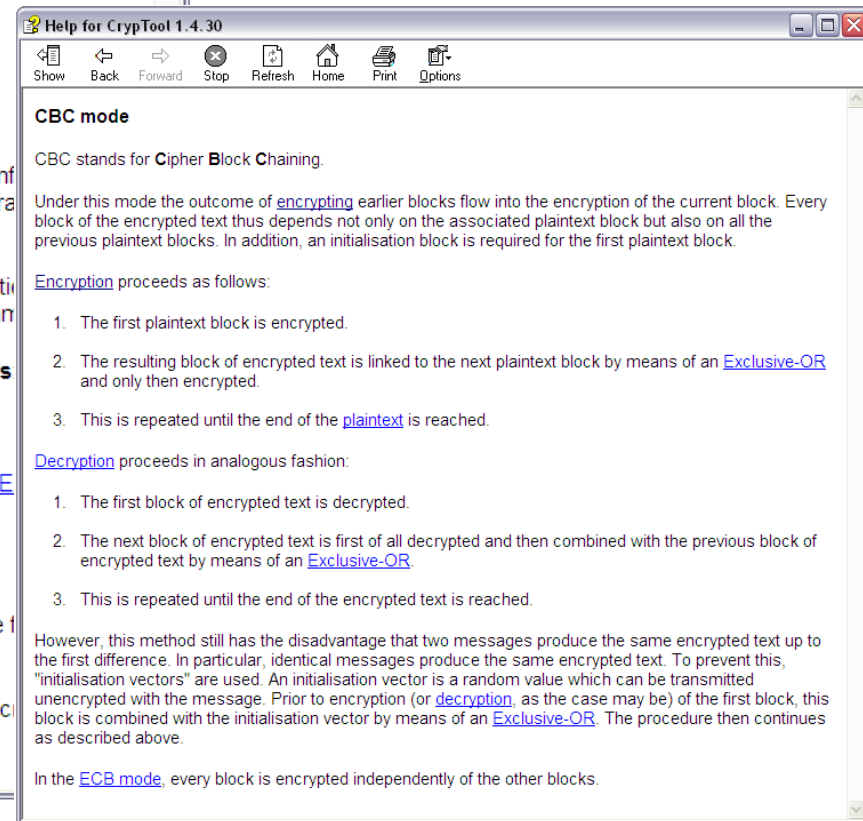 Help for CrypTool 1.4.30
Show Back Forward Stop Refresh Home Print Options
CBC mode
CBC stands for Cipher Block Chaining.
Under this mode the outcome of encrypting earlier blocks flow into the encryption of the current block. Every
block of the encrypted text thus depends not only on the associated plaintext block but also on all the
previous plaintext blocks. In addition, an initialisation block is required for the first plaintext block.
Encryption proceeds as follows:
1. The first plaintext block is encrypted.
2. The resulting block of encrypted text is linked to the next plaintext block by means of an Exclusive-OR
and only then encrypted.
3. This is repeated until the end of the plaintext is reached.
Decryption proceeds in analogous fashion:
1. The first block of encrypted text is decrypted.
2. The next block of encrypted text is first of all decrypted and then combined with the previous block of
encrypted text by means of an Exclusive-OR.
3. This is repeated until the end of the encrypted text is reached.
However, this method still has the disadvantage that two messages produce the same encrypted text up to
the first difference. In particular, identical messages produce the same encrypted text. To prevent this,
"initialisation vectors" are used. An initialisation vector is a random value which can be transmitted
unencrypted with the message. Prior to encryption (or decryption, as the case may be) of the first block, this
block is combined with the initialisation vector by means of an Exclusive-OR. The procedure then continues
as described above.
In the ECB mode, every block is encrypted independently of the other blocks.